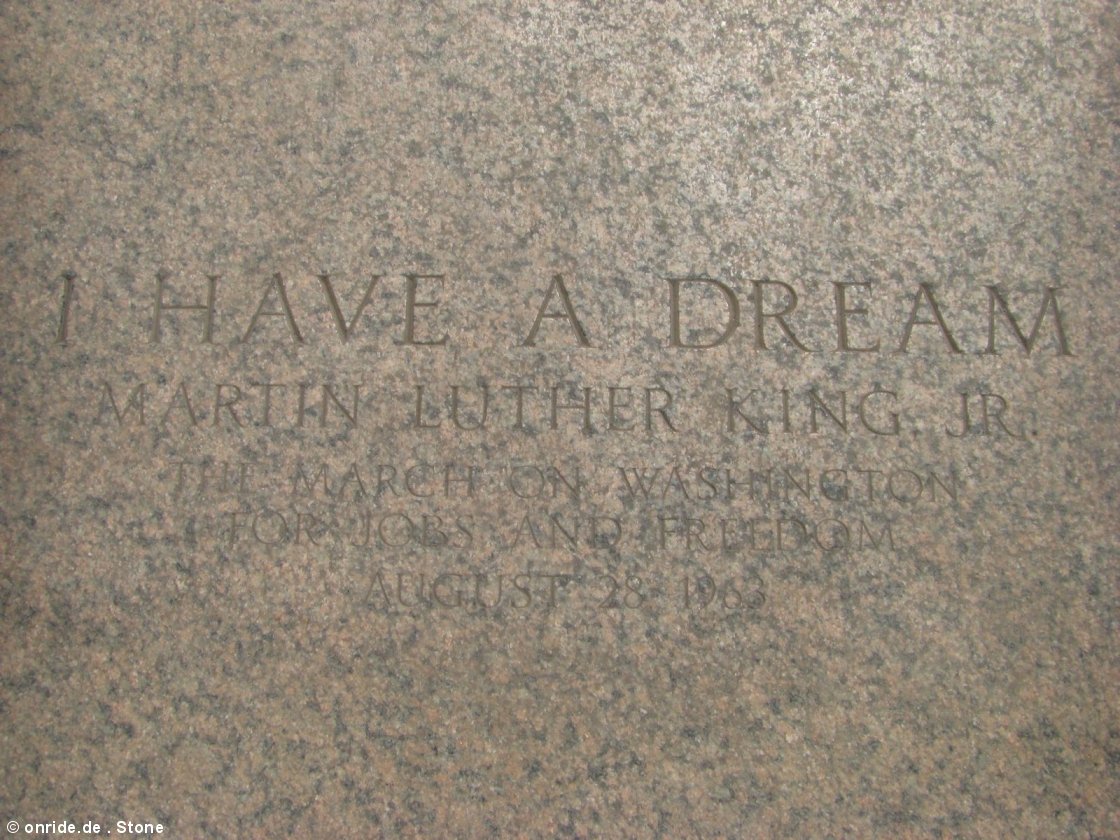 I HAVE A DREAM
MARTIN LUTHER KING, JR.
THE MARCH ON WASHINGTON
FOR JOBS AND FREEDOM
AUGUST 28, 1963
© onride.de . Stone